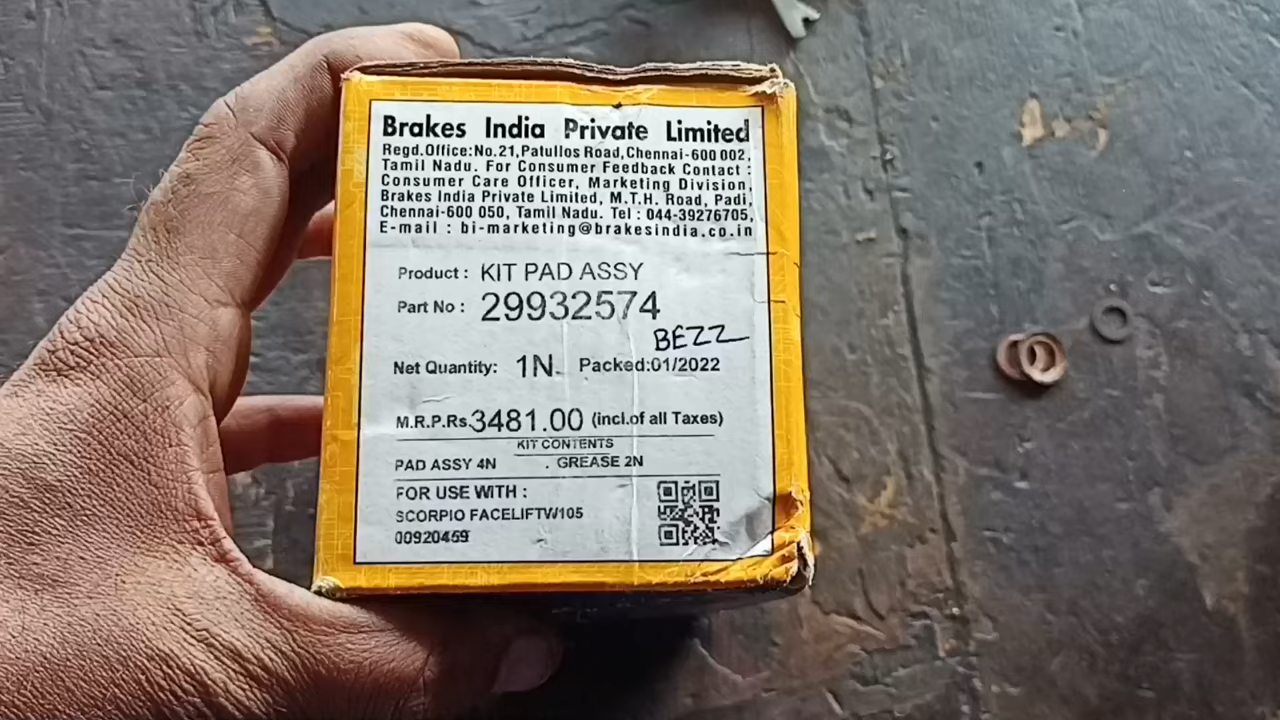 Brakes India Private Limited
Regd.Office:No.21,Patullos Road,Chennai-600 002,
Tamil Nadu. For Consumer Feedback Contact :
Consumer Care Officer, Marketing Division,
Brakes India Private Limited, M.T.H. Road, Padi,
Chennai-600 050, Tamil Nadu. Tel : 044-39276705,
E-mail : bi-marketing@brakesindia.co.in
Product : KIT PAD ASSY
Part No : 29932574
BEZZ
Net Quantity: 1N. Packed:01/2022
M.R.P.Rs.3481.00 (incl.of all Taxes)
KIT CONTENTS
PAD ASSY 4N . GREASE 2N
FOR USE WITH :
SCORPIO FACELIFTW105
00920459